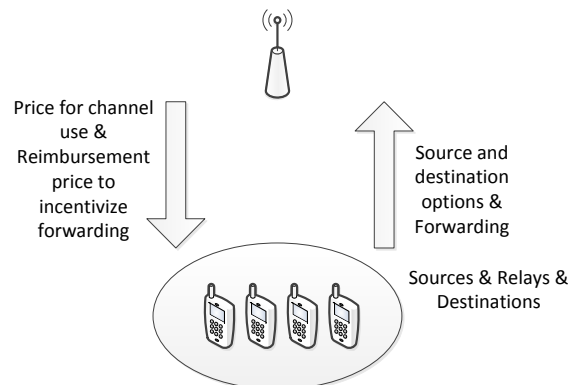 Price for channel
use &
Reimbursement
price to
incentivize
forwarding
Source and
destination
options &
Forwarding
Sources & Relays &
Destinations